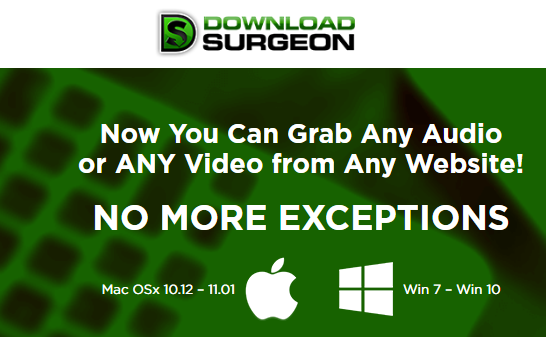 DOWNLOAD
SURGEON
Now You Can Grab Any Audio
or ANY Video from Any Website!
NO MORE EXCEPTIONS
Mac OSx 10.12 – 11.01
Win 7 – Win 10